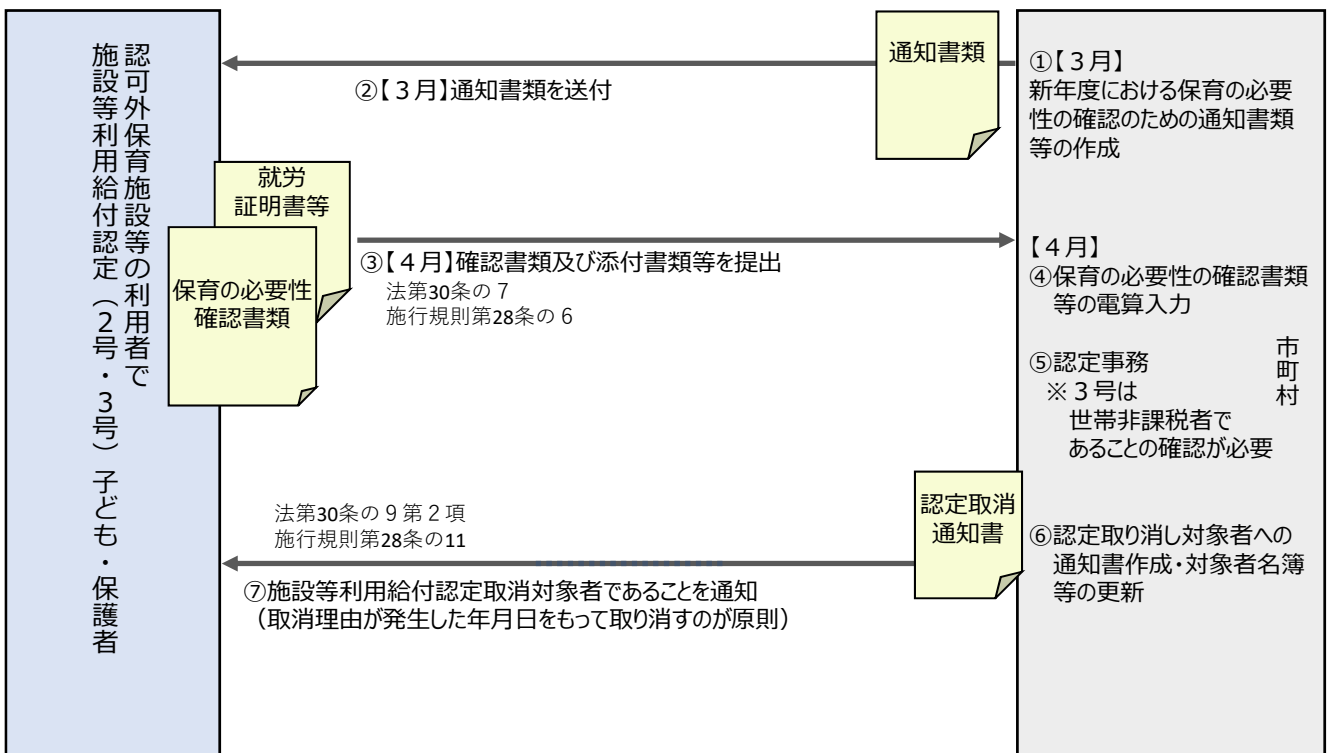 認可外保育施設等の利用者で
施設等利用給付認定（２号・３号）子ども・保護者
通知書類
①【３月】
新年度における保育の必要
性の確認のための通知書類
等の作成
②【３月】通知書類を送付
就労
証明書等
保育の必要性
確認書類
③【４月】確認書類及び添付書類等を提出
法第30条の７
施行規則第28条の６
【４月】
④保育の必要性の確認書類
等の電算入力
⑤認定事務
※３号は
世帯非課税者で
あることの確認が必要
市町村
認定取消
通知書
⑥認定取り消し対象者への
通知書作成・対象者名簿
等の更新
法第30条の９第２項
施行規則第28条の11
⑦施設等利用給付認定取消対象者であることを通知
（取消理由が発生した年月日をもって取り消すのが原則）